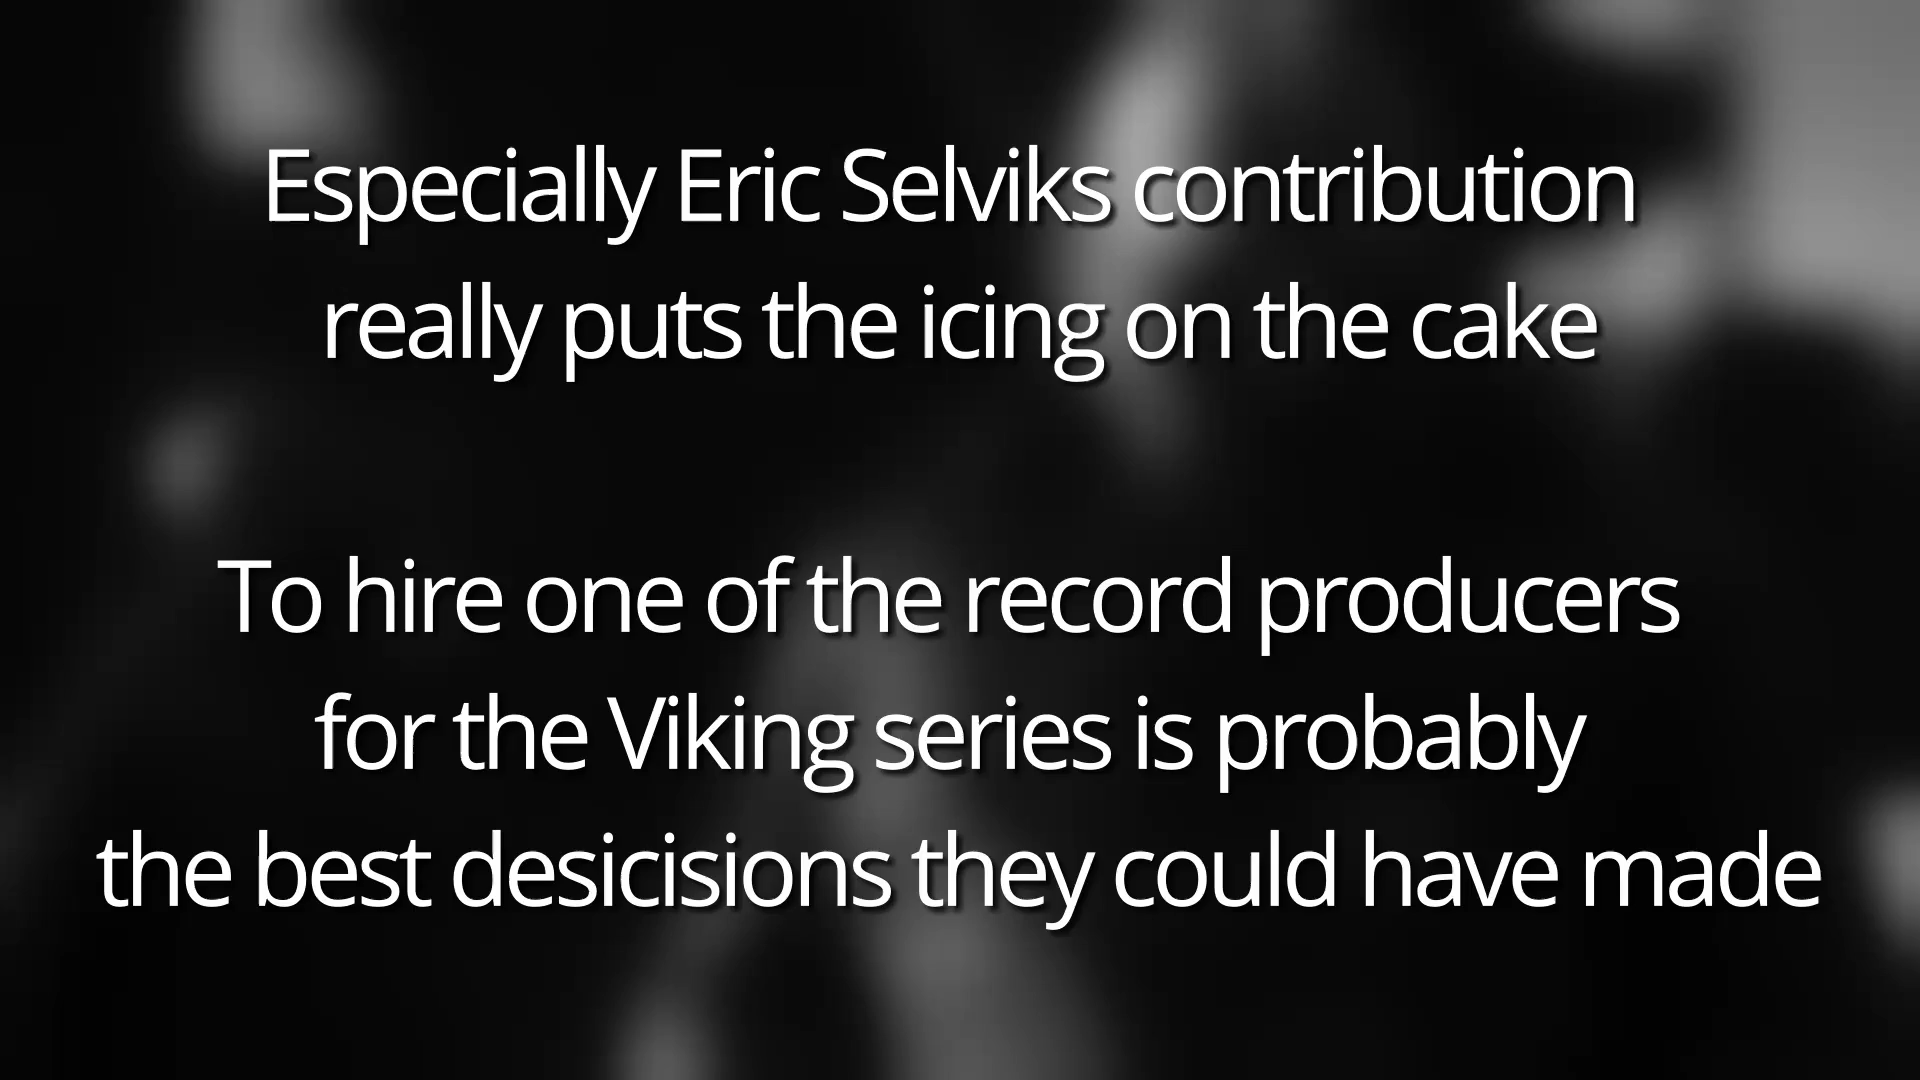 Especially Eric Selviks contribution
really puts the icing on the cake
To hire one of the record producers
for the Viking series is probably
the best desicisions they could have made